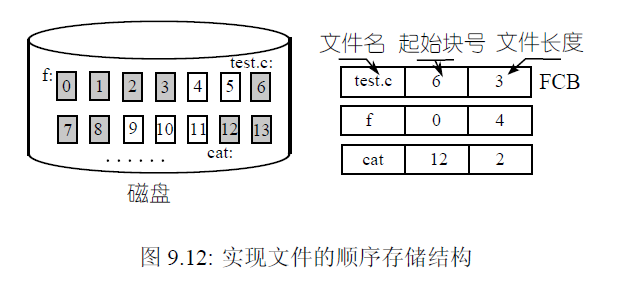 文件名 起始块号 文件长度
test.c:
f: 0 1 2 3 4 5 6
test.c 6 3 FCB
7 8 9 10 11 12 13
f 0 4
. . . . . . cat:
cat 12 2
磁盘
图 9.12: 实现文件的顺序存储结构